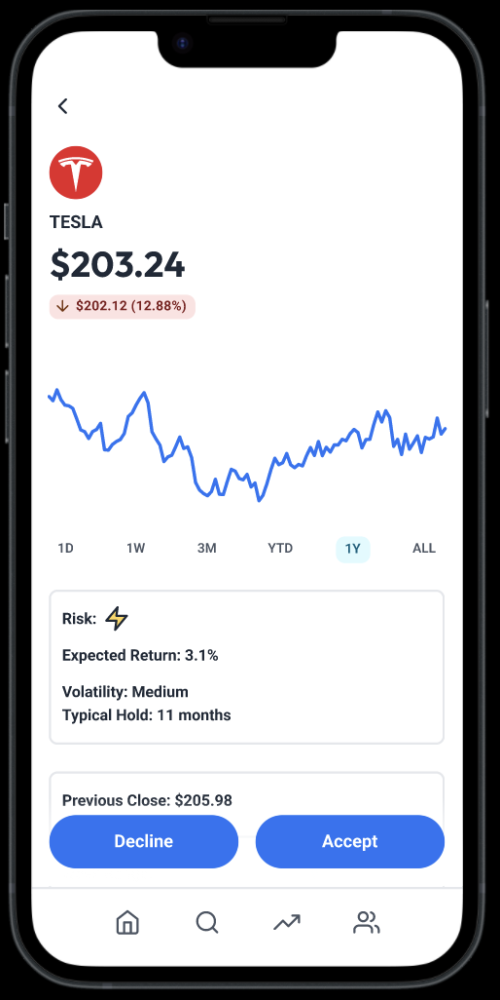 TESLA
$203.24
↓ $202.12 (12.88%)
1D 1W 3M YTD 1Y ALL
Risk: ⚡
Expected Return: 3.1%
Volatility: Medium
Typical Hold: 11 months
Previous Close: $205.98
Decline Accept